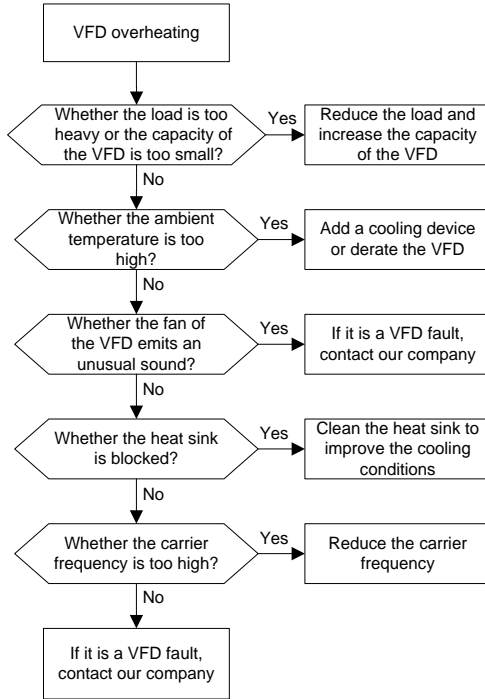 VFD overheating
Whether the load is too
heavy or the capacity of
the VFD is too small?
Yes
Reduce the load and
increase the capacity
of the VFD
No
Whether the ambient
temperature is too
high?
Yes
Add a cooling device
or derate the VFD
No
Whether the fan of
the VFD emits an
unusual sound?
Yes
If it is a VFD fault,
contact our company
No
Whether the heat sink
is blocked?
Yes
Clean the heat sink to
improve the cooling
conditions
No
Whether the carrier
frequency is too high?
Yes
Reduce the carrier
frequency
No
If it is a VFD fault,
contact our company